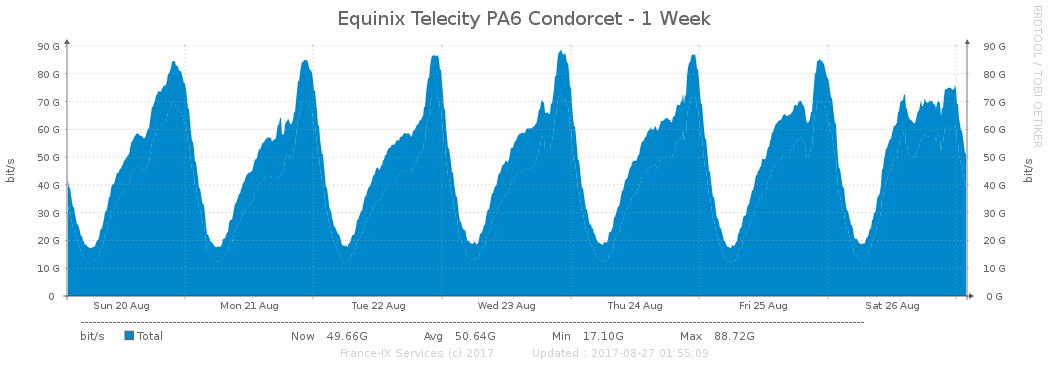 Equinix Telecity PA6 Condorcet - 1 Week
RRDTOOL / TOBI OETIKER
bit/s
90 G 90 G
80 G 80 G
70 G 70 G
60 G 60 G
50 G 50 G
40 G 40 G
30 G 30 G
20 G 20 G
10 G 10 G
0 0 G
bit/s
Sun 20 Aug Mon 21 Aug Tue 22 Aug Wed 23 Aug Thu 24 Aug Fri 25 Aug Sat 26 Aug
bit/s Total Now 49.66G Avg 50.64G Min 17.10G Max 88.72G
France-IX Services (c) 2017 Updated : 2017-08-27 01:55:09